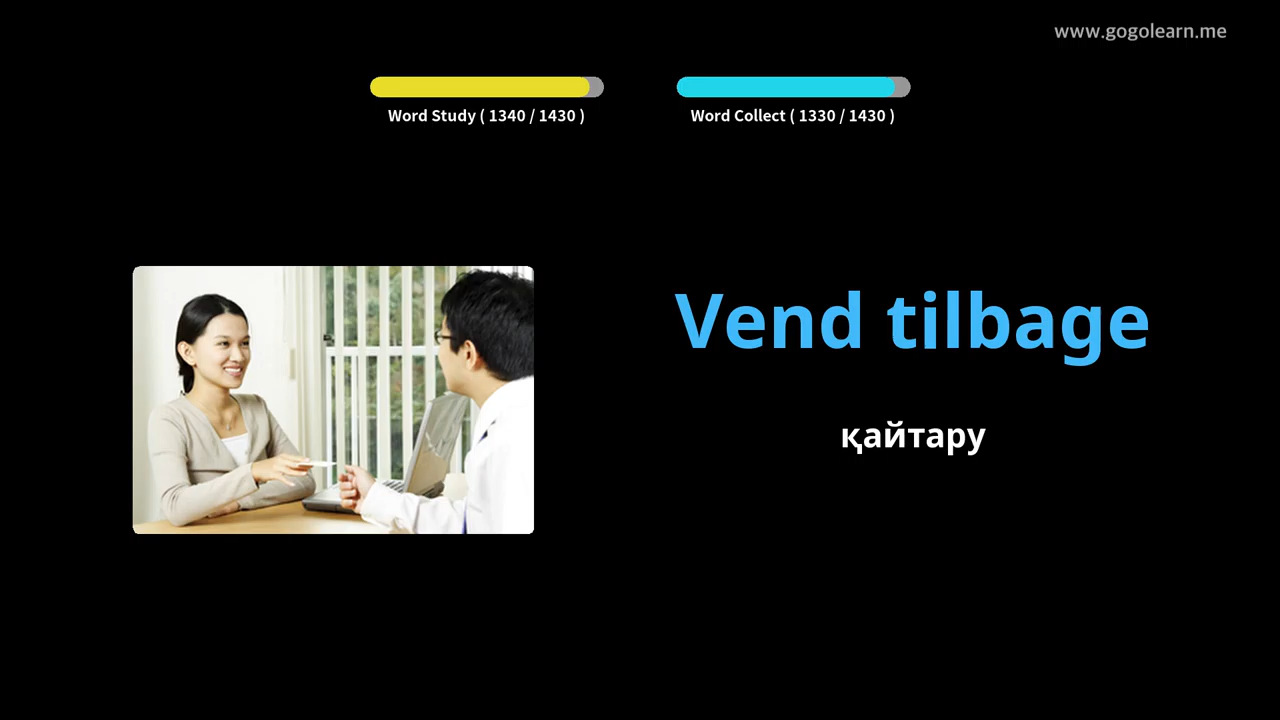 www.gogolearn.me
Word Study ( 1340 / 1430 )
Word Collect ( 1330 / 1430 )
Vend tilbage
қайтару